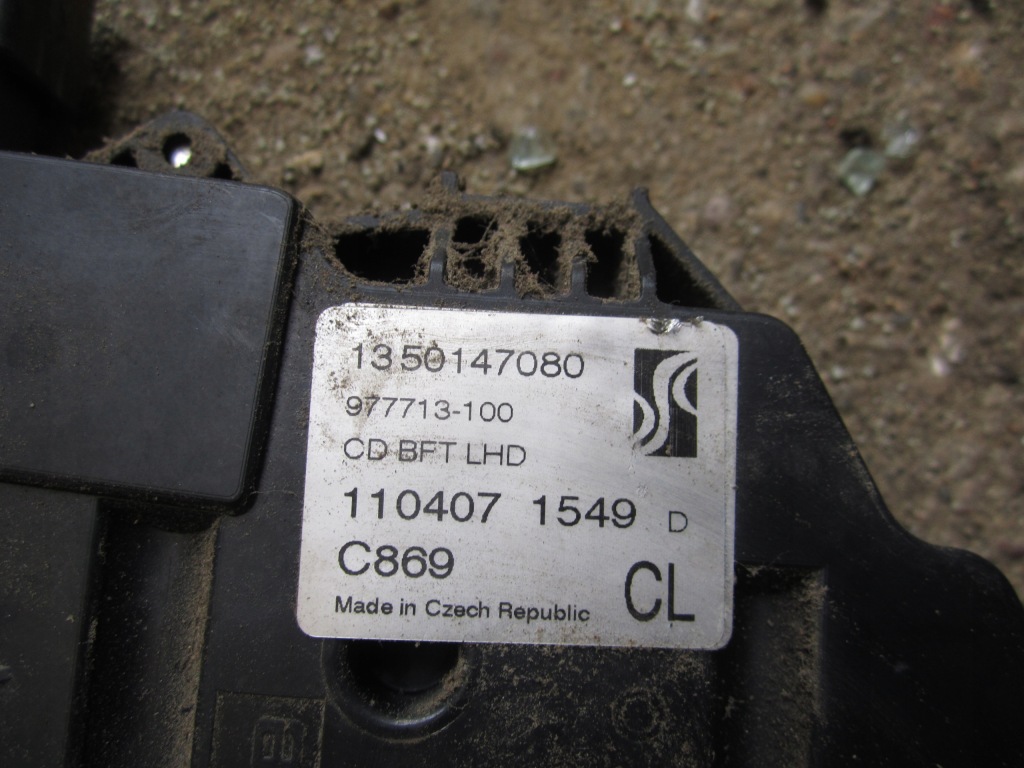 1350147080
977713-100
CD BFT LHD
110407 1549 D
C869
CL
Made in Czech Republic